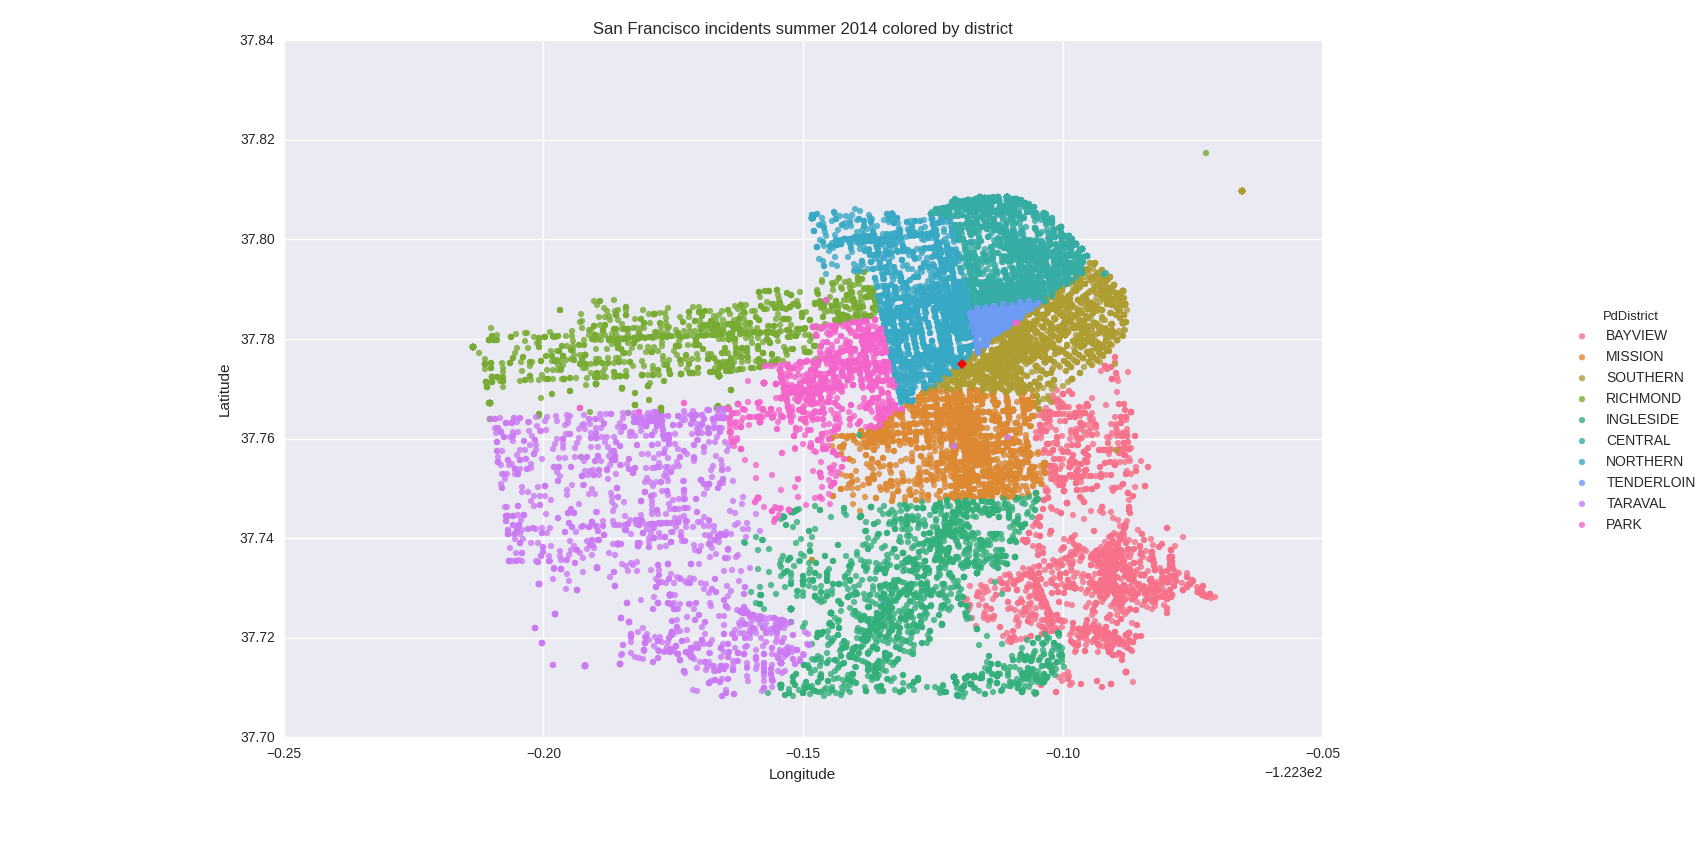 San Francisco incidents summer 2014 colored by district
37.84
37.82
37.80
37.78
37.76
37.74
37.72
37.70
Latitude
−0.25
−0.20
−0.15
−0.10
−0.05
Longitude
−1.223e2
PdDistrict
BAYVIEW
MISSION
SOUTHERN
RICHMOND
INGLESIDE
CENTRAL
NORTHERN
TENDERLOIN
TARAVAL
PARK